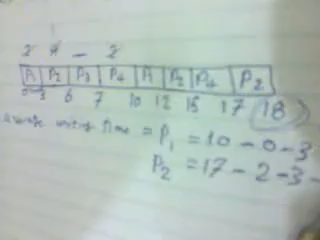 2 4 - 2
P1 P2 P3 P4 P1 P2 P4 P2
0 3 6 7 10 12 15 17 18
waiting time = P1 = 10 - 0 - 3
P2 = 17 - 2 - 3 -